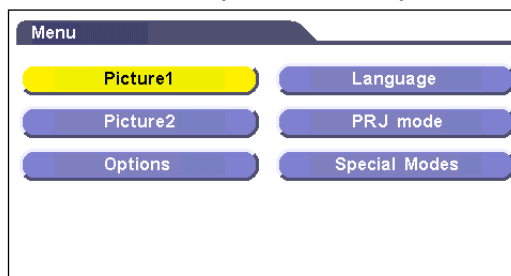 Menu
Picture1
Language
Picture2
PRJ mode
Options
Special Modes